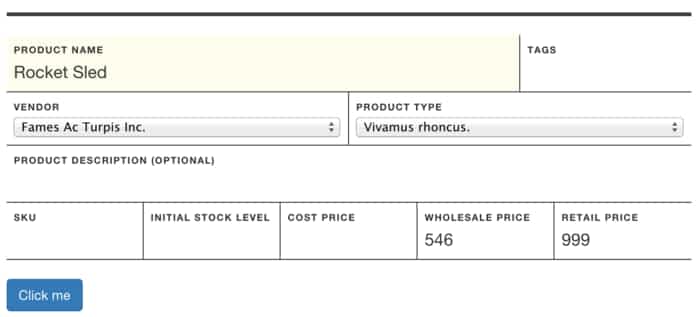 PRODUCT NAME
TAGS
Rocket Sled
VENDOR
PRODUCT TYPE
Fames Ac Turpis Inc.
Vivamus rhoncus.
PRODUCT DESCRIPTION (OPTIONAL)
SKU
INITIAL STOCK LEVEL
COST PRICE
WHOLESALE PRICE
RETAIL PRICE
546
999
Click me